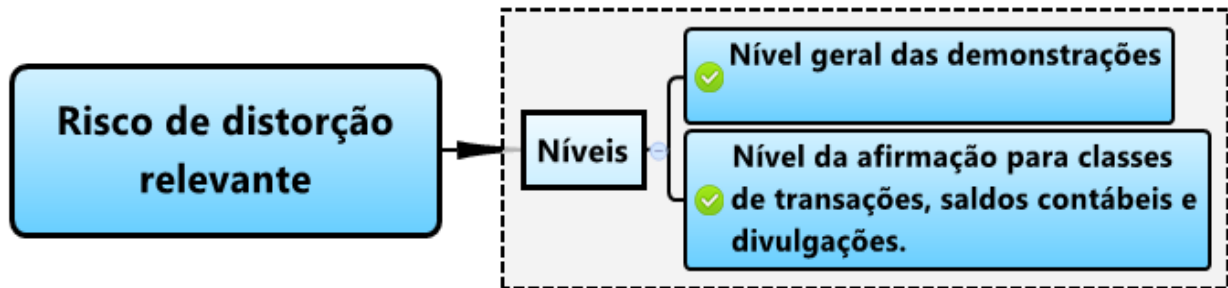 Risco de distorção
relevante
Níveis
Nível geral das demonstrações
Nível da afirmação para classes
de transações, saldos contábeis e
divulgações.